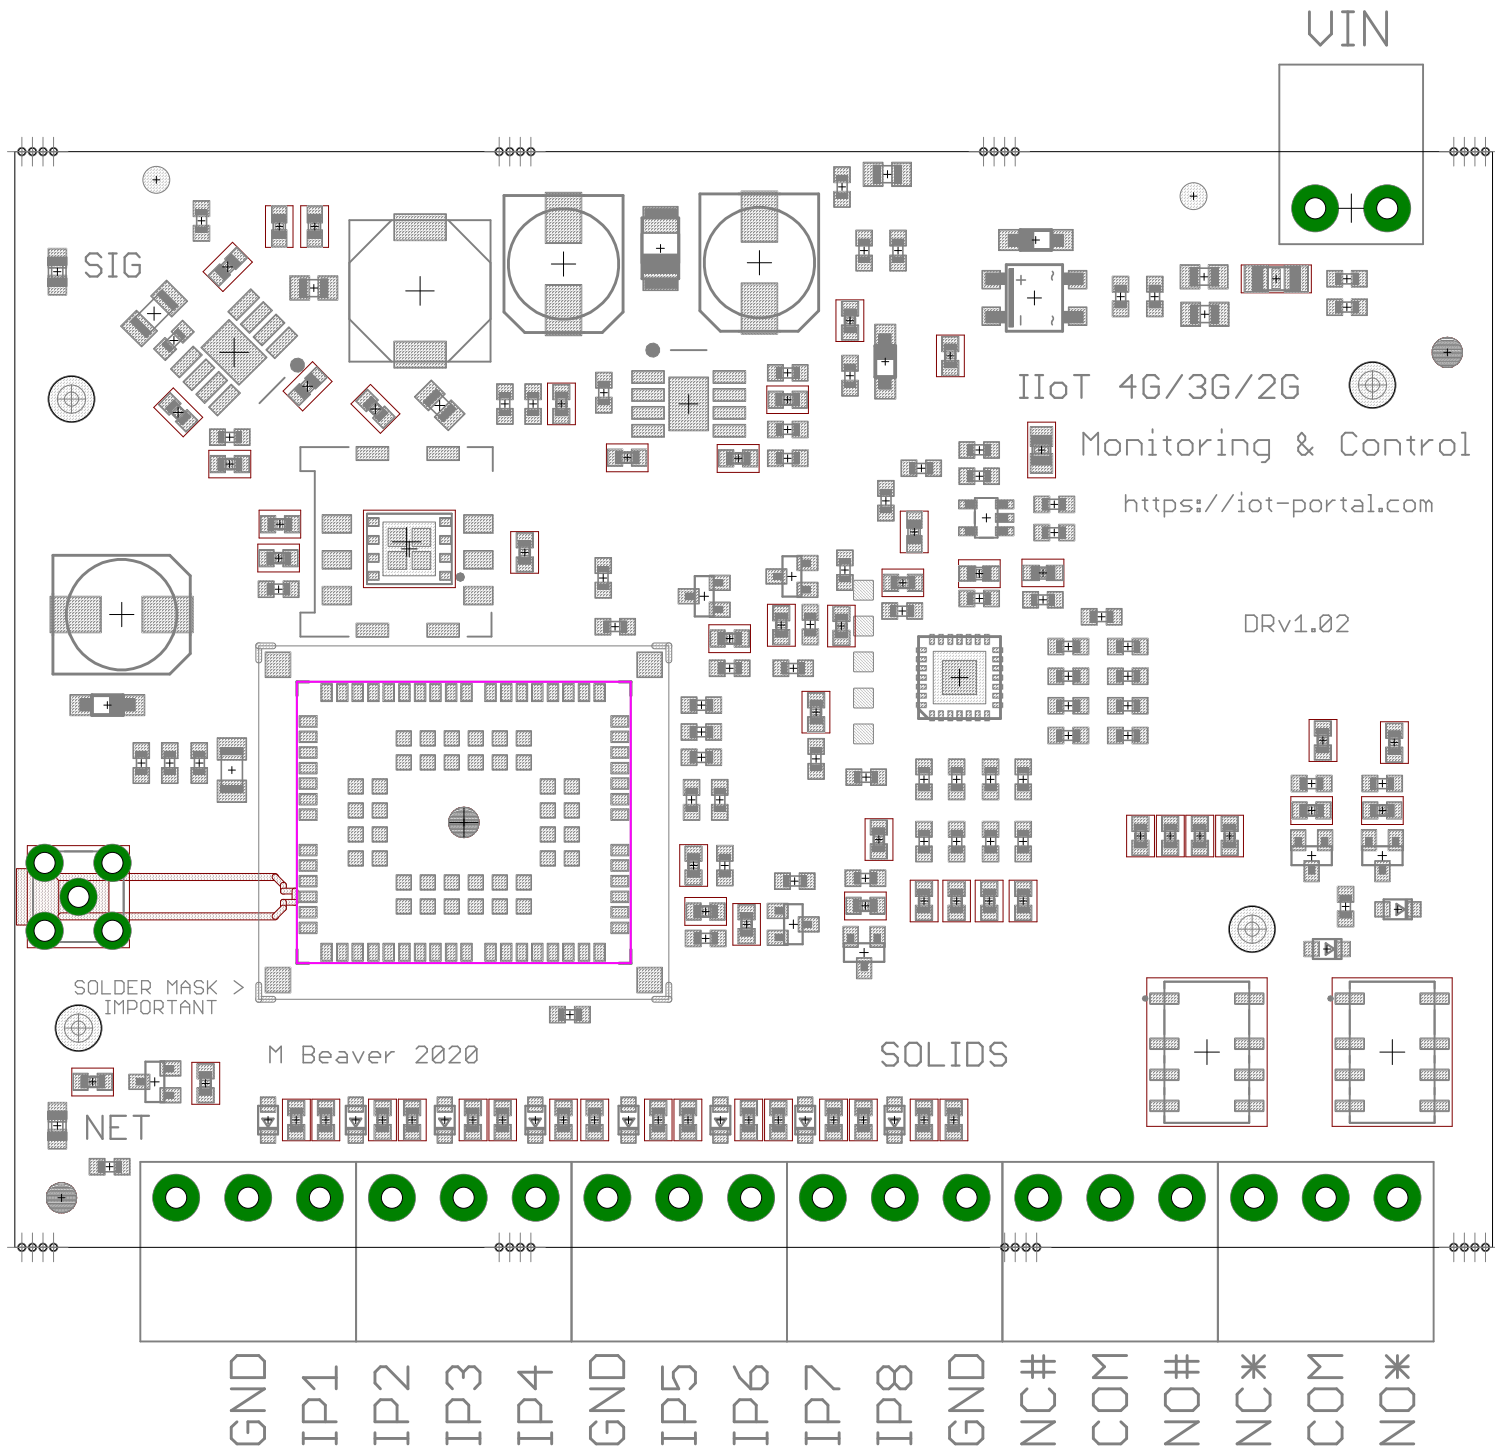 VIN
SIG
IIoT 4G/3G/2G
Monitoring & Control
https://iot-portal.com
DRv1.02
SOLDER MASK >
IMPORTANT
M Beaver 2020
SOLIDS
NET
GND
IP1
IP2
IP3
IP4
GND
IP5
IP6
IP7
IP8
GND
NC#
COM
NO#
NC*
COM
NO*